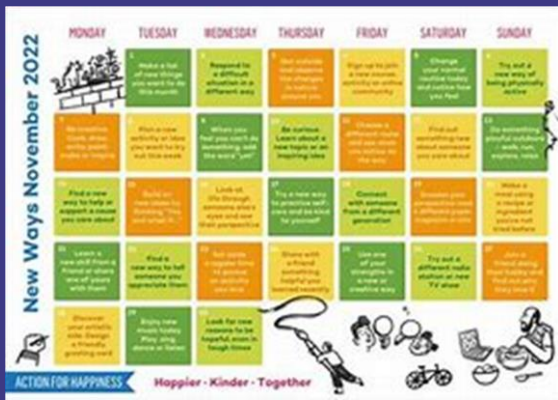 New Ways November 2022
MONDAY TUESDAY WEDNESDAY THURSDAY FRIDAY SATURDAY SUNDAY
Make a list
of new things
you want to do
this month
Respond to
a difficult
situation in a
different way
Get outside
and observe
the changes
in nature
around you
Sign up to join
a new course,
activity or online
community
Change
your normal
routine today
and notice how
you feel
Try out a
new way of
being physically
active
Be creative.
Cook, draw,
write, paint,
make or inspire
Plan a new
activity or idea
you want to try
out this week
When you
feel you can't do
something, add
the word "yet"
Be curious.
Learn about a
new topic or an
inspiring idea
Choose a
different route
and see what
you notice on
the way
Find out
something new
about someone
you care about
Do something
playful outdoors
- walk, run,
explore, relax
Find a new
way to help or
support a cause
you care about
Build on
new ideas by
thinking "Yes,
and what if..."
Look at
life through
someone else's
eyes and see
their perspective
Try a new way
to practice self-
care and be kind
to yourself
Connect
with someone
from a different
generation
Broaden your
perspective: read
a different paper,
magazine or site
Make a
meal using
a recipe or
ingredient
you've not
tried before
Learn a
new skill from a
friend or share
one of yours
with them
Find a
new way to tell
someone you
appreciate them
Set aside
a regular time
to pursue
an activity
you love
Share with
a friend
something
helpful you
learned recently
Use one
of your
strengths in
a new or
creative way
Try out a
different radio
station or new
TV show
Join a
friend doing
their hobby and
find out why
they love it
Discover
your artistic
side. Design
a friendly
greeting card
Enjoy new
music today.
Play, sing,
dance or listen
Look for new
reasons to be
hopeful, even in
tough times
ACTION FOR HAPPINESS
Happier · Kinder · Together